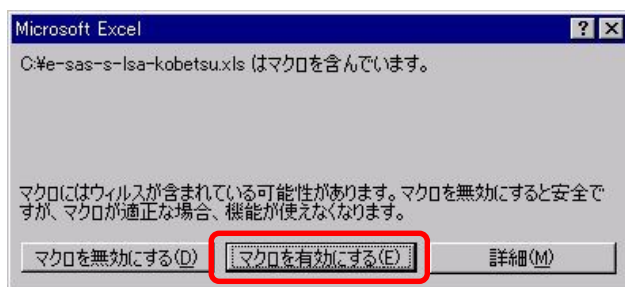 Microsoft Excel
C:¥e-sas-s-lsa-kobetsu.xls はマクロを含んでいます。
マクロにはウィルスが含まれている可能性があります。マクロを無効にすると安全で
すが、マクロが適正な場合、機能が使えなくなります。
マクロを無効にする(D) マクロを有効にする(E) 詳細(M)